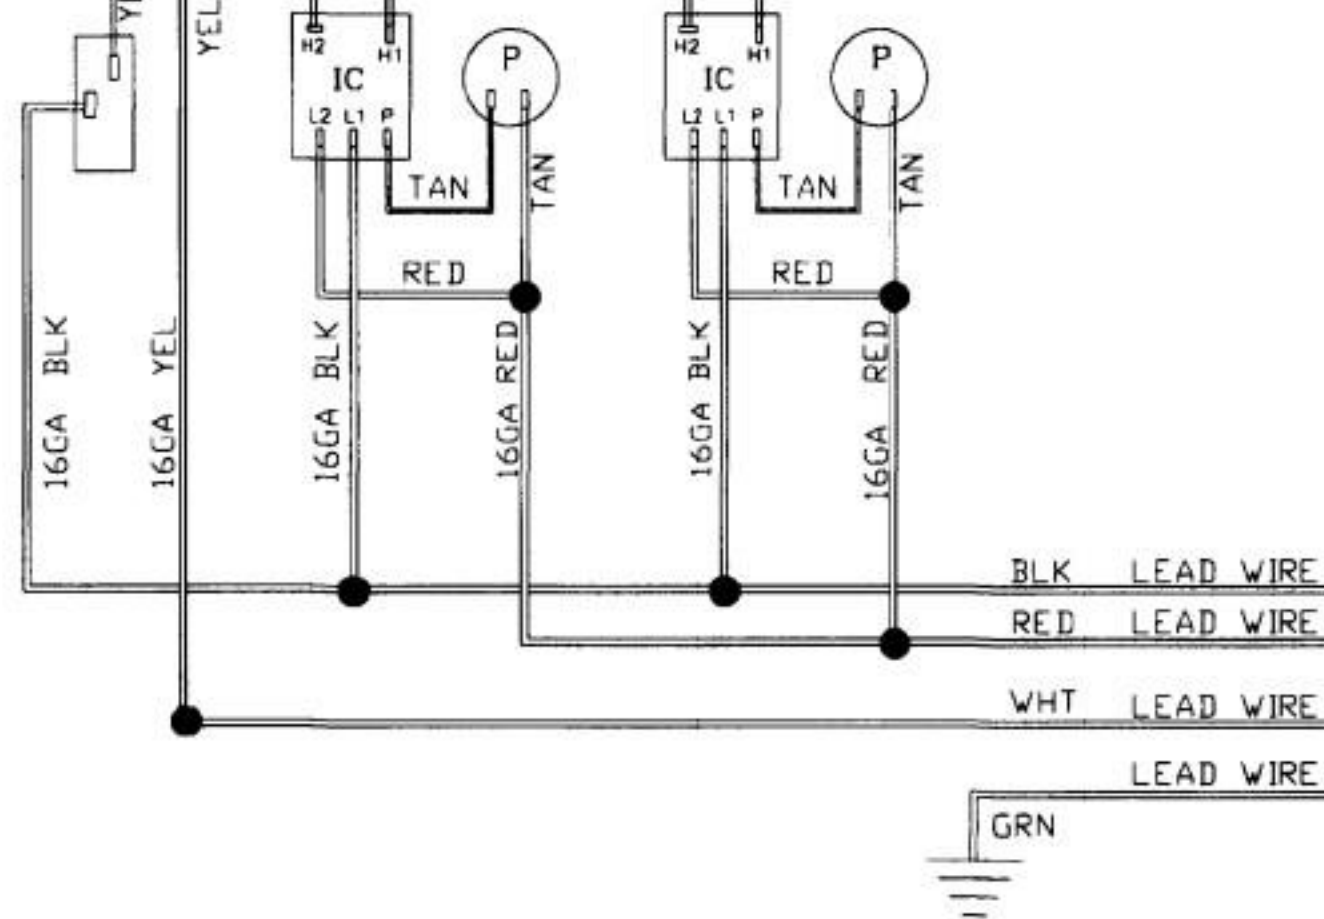 YEL
H2
H1
IC
L2 L1 P
P
TAN
TAN
RED
H2
H1
IC
L2 L1 P
P
TAN
TAN
RED
16GA BLK
16GA YEL
16GA BLK
16GA RED
16GA BLK
16GA RED
BLK LEAD WIRE
RED LEAD WIRE
WHT LEAD WIRE
LEAD WIRE
GRN